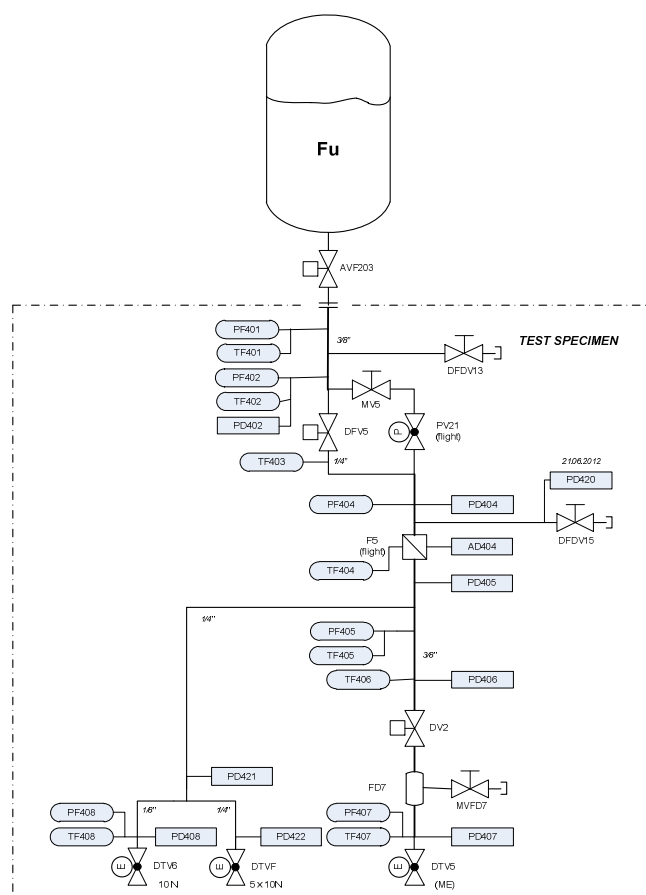 Fu
AVF203
TEST SPECIMEN
PF401
3/8"
TF401
DFDV13
PF402
MV5
TF402
PD402
DFV5
PV21
(flight)
P
TF403
1/4"
21.06.2012
PD420
PF404
PD404
DFDV15
F5
(flight)
AD404
TF404
PD405
1/4"
PF405
TF405
3/8"
TF406
PD406
DV2
PD421
FD7
MVFD7
PF408
1/8"
1/4"
PF407
TF408
PD408
PD422
TF407
PD407
E
DTV6
E
DTVF
E
DTV5
10N
5 x 10N
(ME)